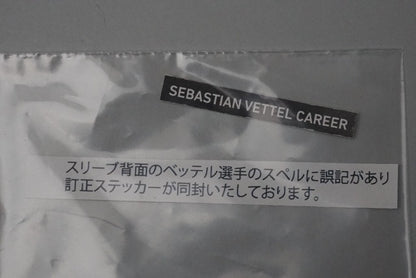 SEBASTIAN VETTEL CAREER
スリーブ背面のベッテル選手のスペルに誤記があり
訂正ステッカーが同封いたしております。